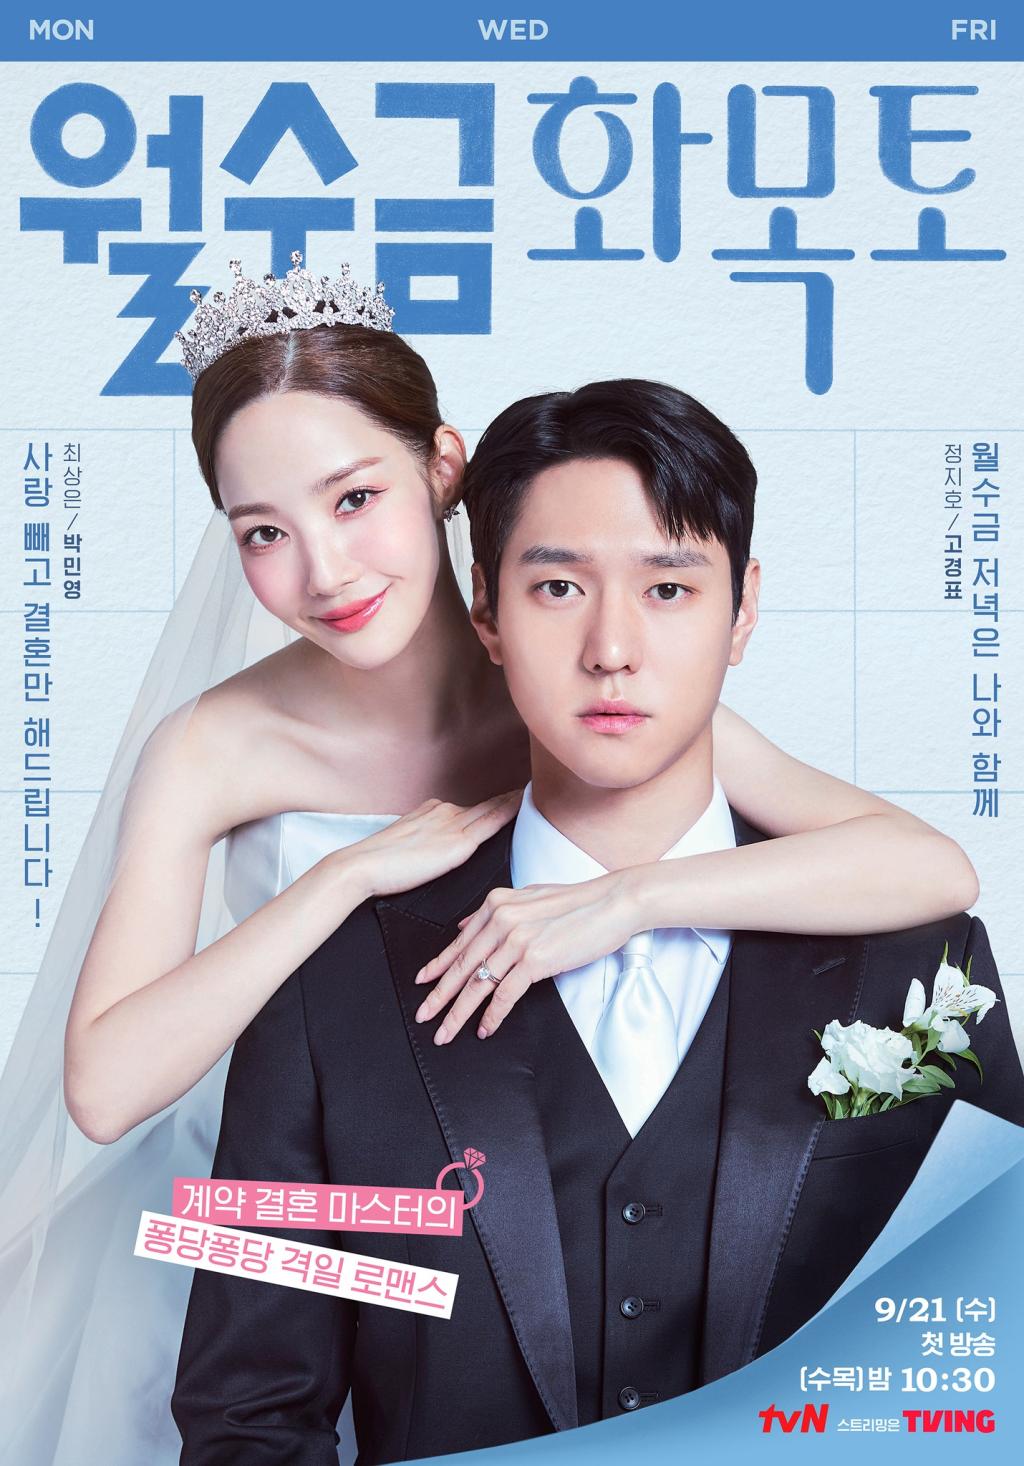 MON WED FRI
월수금화목토
사랑 빼고 결혼만 해드립니다!
최상은/박민영
월수금 저녁은 나와 함께
정지호/고경표
계약 결혼 마스터의
퐁당퐁당 격일 로맨스
9/21 (수)
첫 방송
(수목)밤 10:30
tvN 스트리밍은 TVING